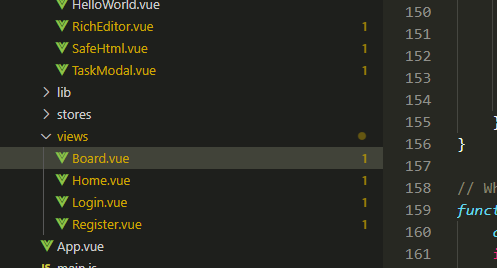 HelloWorld.vue
150
RichEditor.vue 1
151
SafeHtml.vue 1
152
TaskModal.vue 1
153
lib
154
stores
155 }
views
156 }
Board.vue 1
157
Home.vue 1
158 // Wh
Login.vue 1
159 funct
Register.vue 1
160
App.vue
161
main.js